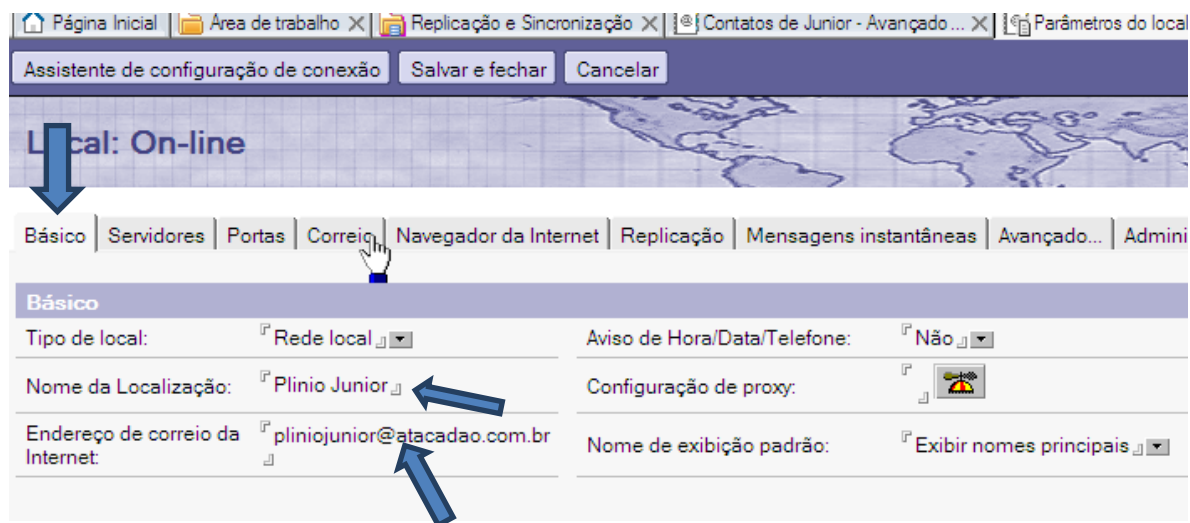 Página Inicial Área de trabalho Replicação e Sincronização Contatos de Junior - Avançado ... Parâmetros do local
Assistente de configuração de conexão Salvar e fechar Cancelar
Local: On-line
Básico Servidores Portas Correio Navegador da Internet Replicação Mensagens instantâneas Avançado... Admini
Básico
Tipo de local: Rede local Aviso de Hora/Data/Telefone: Não
Nome da Localização: Plinio Junior Configuração de proxy:
Endereço de correio da Internet: pliniojunior@atacadao.com.br Nome de exibição padrão: Exibir nomes principais